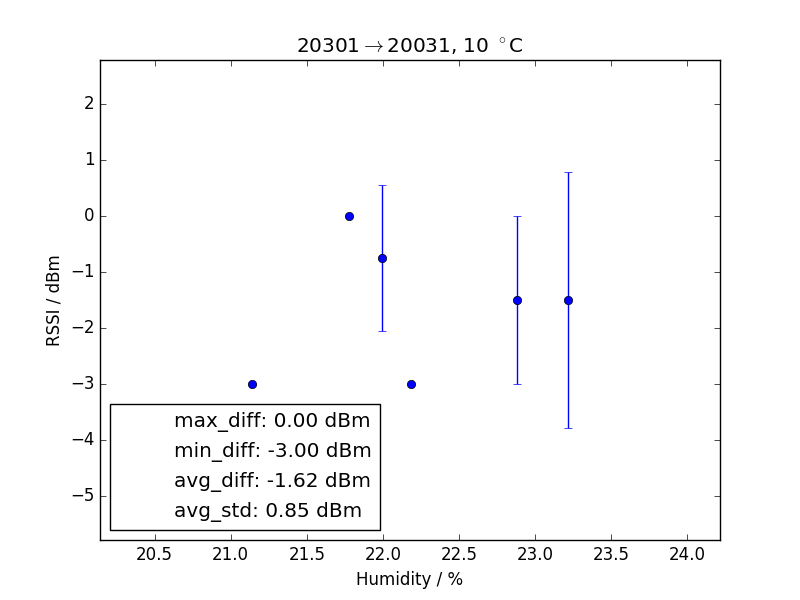 20301→20031, 10 °C
RSSI / dBm
2
1
0
−1
−2
−3
−4
−5
max_diff: 0.00 dBm
min_diff: -3.00 dBm
avg_diff: -1.62 dBm
avg_std: 0.85 dBm
20.5 21.0 21.5 22.0 22.5 23.0 23.5 24.0
Humidity / %